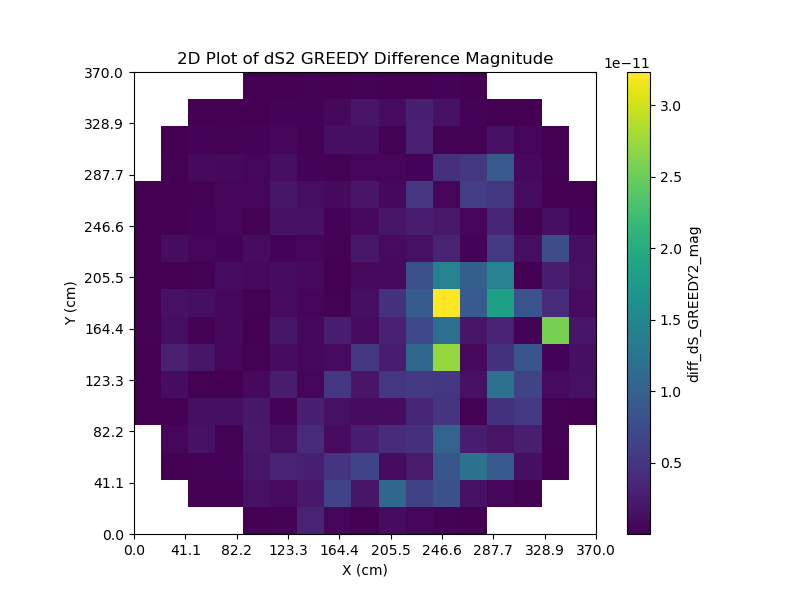 2D Plot of dS2 GREEDY Difference Magnitude
1e−11
370.0
328.9
287.7
246.6
205.5
164.4
123.3
82.2
41.1
0.0
Y (cm)
0.0 41.1 82.2 123.3 164.4 205.5 246.6 287.7 328.9 370.0
X (cm)
3.0
2.5
2.0
1.5
1.0
0.5
diff_dS_GREEDY2_mag